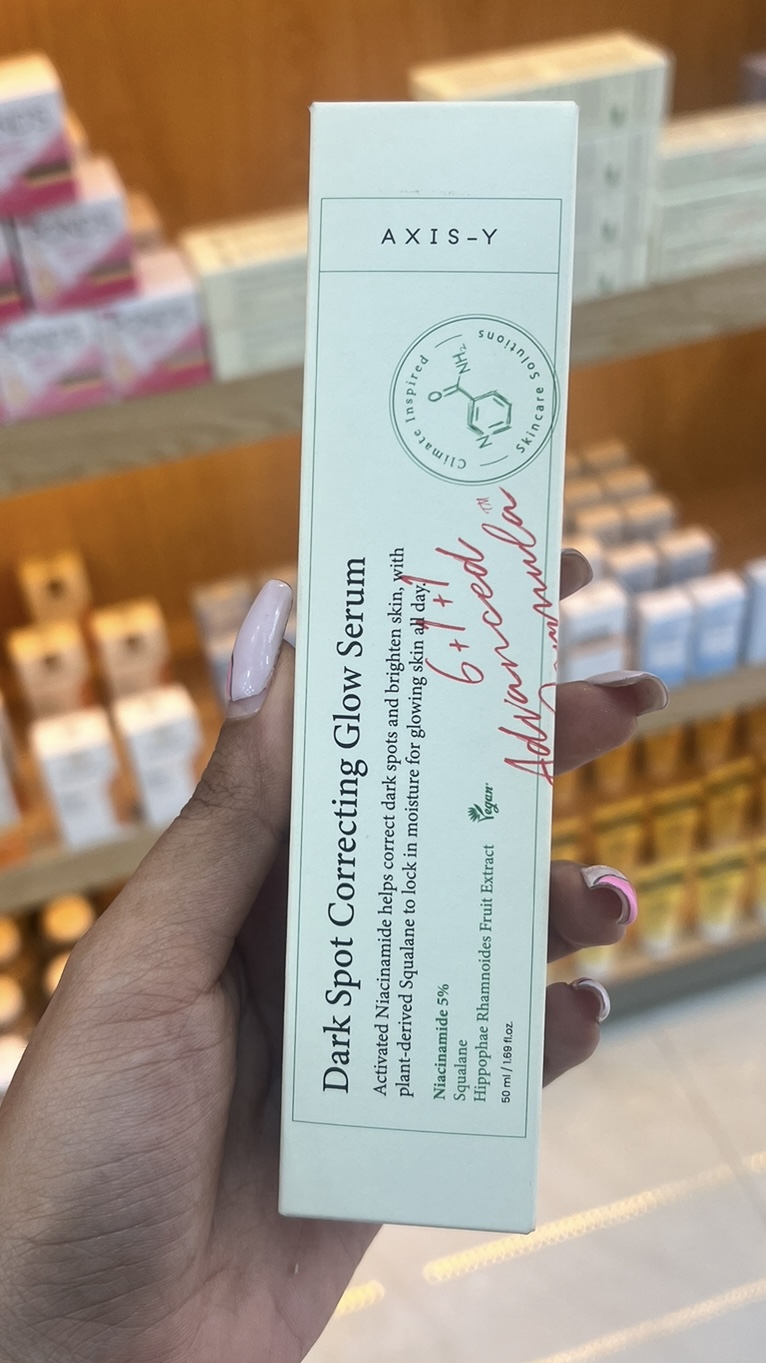 AXIS-Y
Climate Inspired
Skincare Solutions
O
NH₂
N
Dark Spot Correcting Glow Serum
Activated Niacinamide helps correct dark spots and brighten skin, with
plant-derived Squalane to lock in moisture for glowing skin all day.
6+1+1
Advanced
Formula™
Niacinamide 5%
Squalane
Hippophae Rhamnoides Fruit Extract
Vegan
50 ml / 1.69 fl.oz.